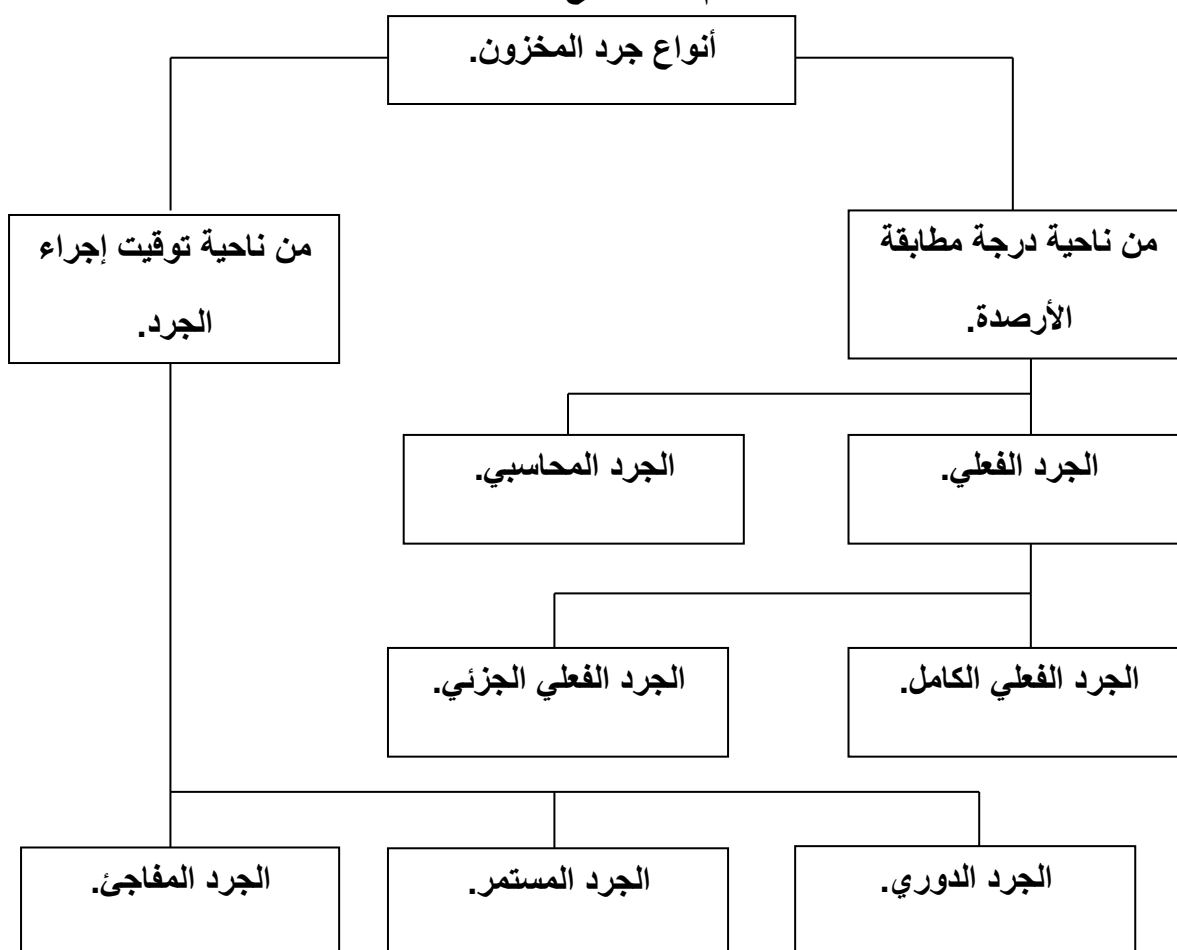 أنواع جرد المخزون.
من ناحية درجة مطابقة
الأرصدة.
من ناحية توقيت إجراء
الجرد.
الجرد الفعلي.
الجرد المحاسبي.
الجرد الفعلي الكامل.
الجرد الفعلي الجزئي.
الجرد الدوري.
الجرد المستمر.
الجرد المفاجئ.